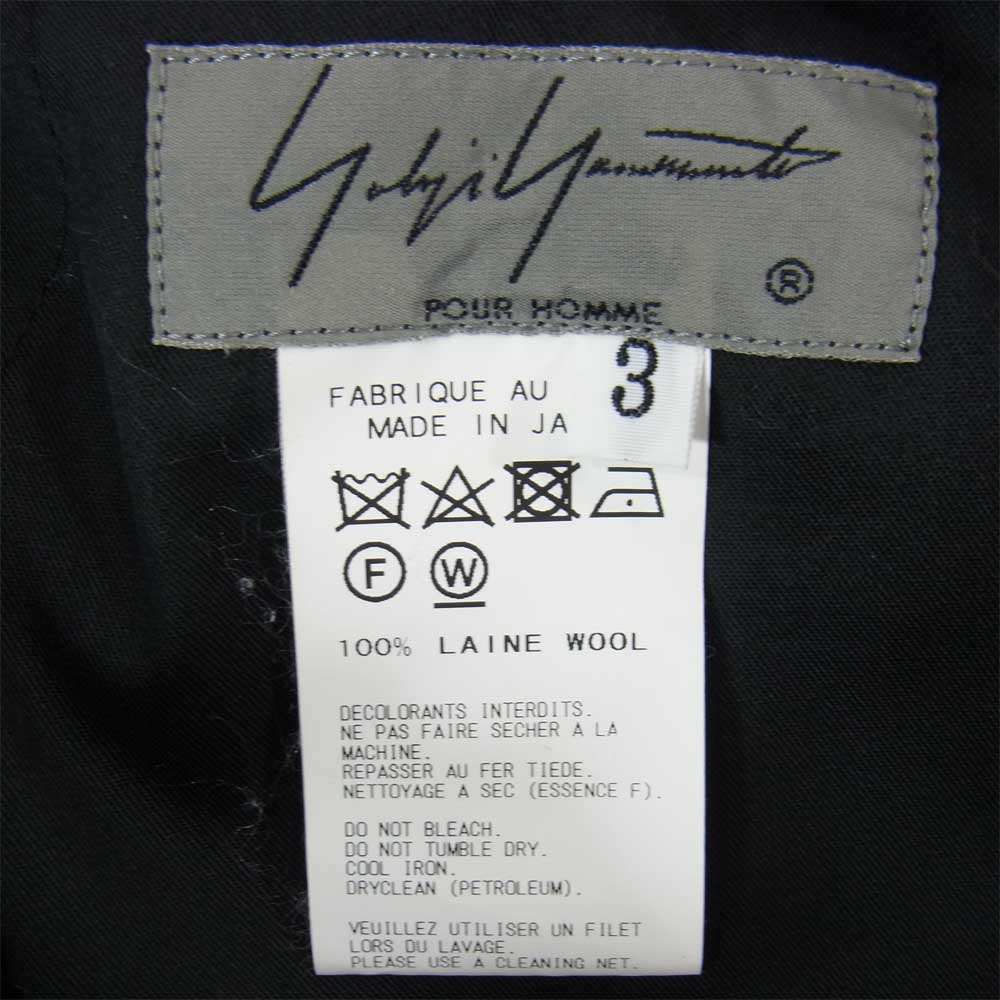 Yohji Yamamoto
®
POUR HOMME
3
FABRIQUE AU
MADE IN JA
F W
100% LAINE WOOL
DECOLORANTS INTERDITS.
NE PAS FAIRE SECHER A LA
MACHINE.
REPASSER AU FER TIEDE.
NETTOYAGE A SEC (ESSENCE F).
DO NOT BLEACH.
DO NOT TUMBLE DRY.
COOL IRON.
DRYCLEAN (PETROLEUM).
VEUILLEZ UTILISER UN FILET
LORS DU LAVAGE.
PLEASE USE A CLEANING NET.